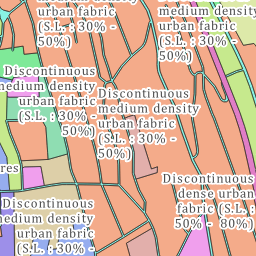 urban fabric
(S.L. : 30% -
50%)
medium density
urban fabric
(S.L. : 30% -
50%)
Discontinuous
medium density
urban fabric
(S.L. : 30% -
50%)
Discontinuous
medium density
urban fabric
(S.L. : 30% -
50%)
res
Discontinuous
dense urban
fabric (S.L. :
50% - 80%)
Discontinuous
medium density
urban fabric
(S.L. : 30% -